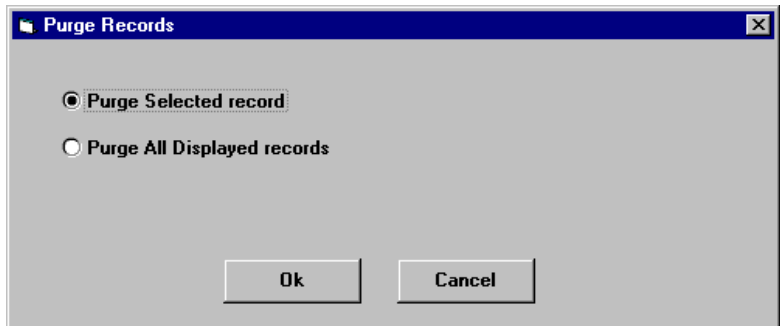 Purge Records
Purge Selected record
Purge All Displayed records
Ok Cancel